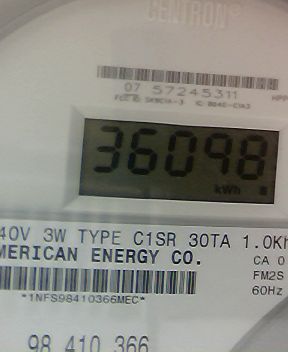 CENTRON®
07 57245311
36098
kWh
40V 3W TYPE C1SR 30TA 1.0Kh
MERICAN ENERGY CO. CA 0
FM2S
60Hz
*1NFS98410366MEC*
98 410 366